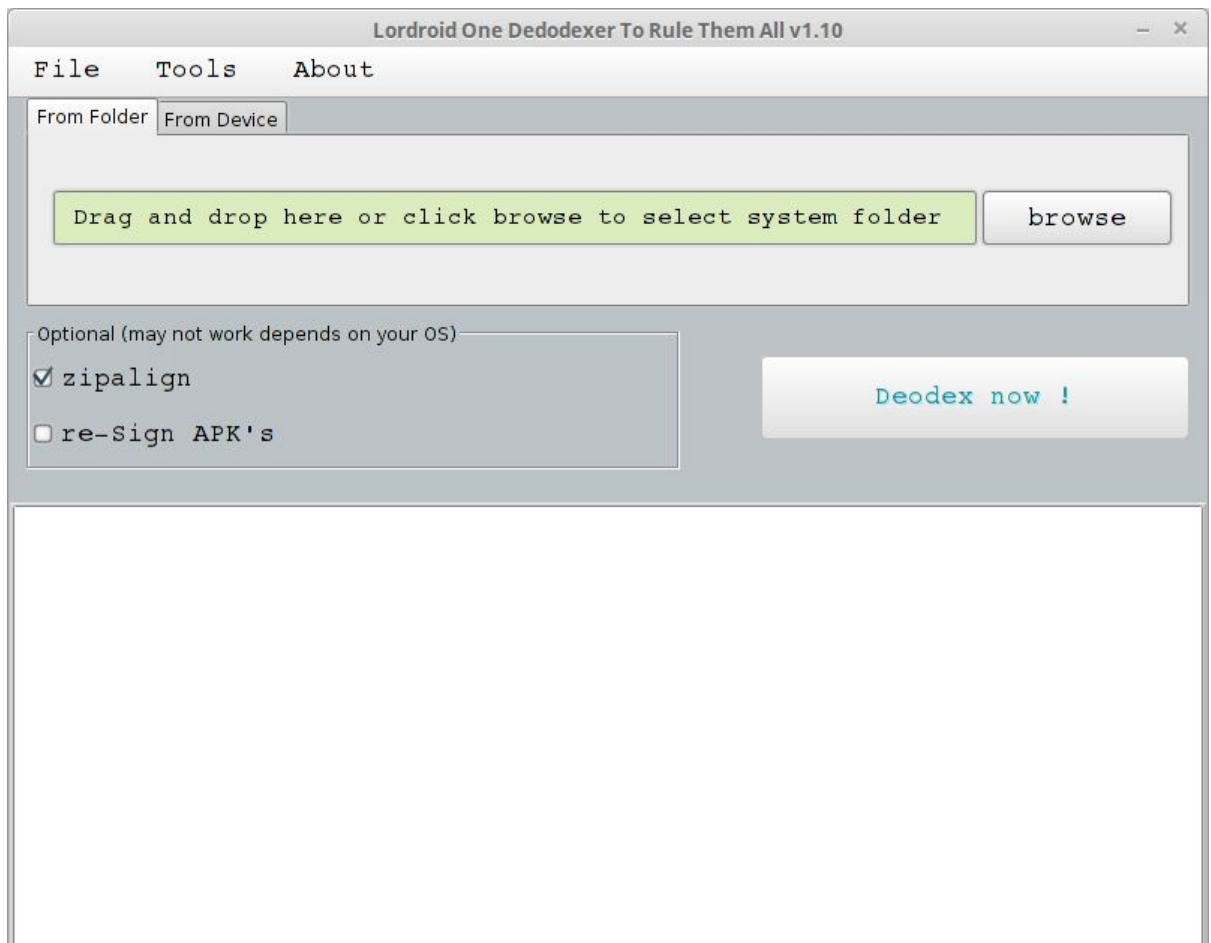 Lordroid One Dedodexer To Rule Them All v1.10
File Tools About
From Folder From Device
Drag and drop here or click browse to select system folder browse
Optional (may not work depends on your OS)
zipalign
Deodex now !
re-Sign APK's